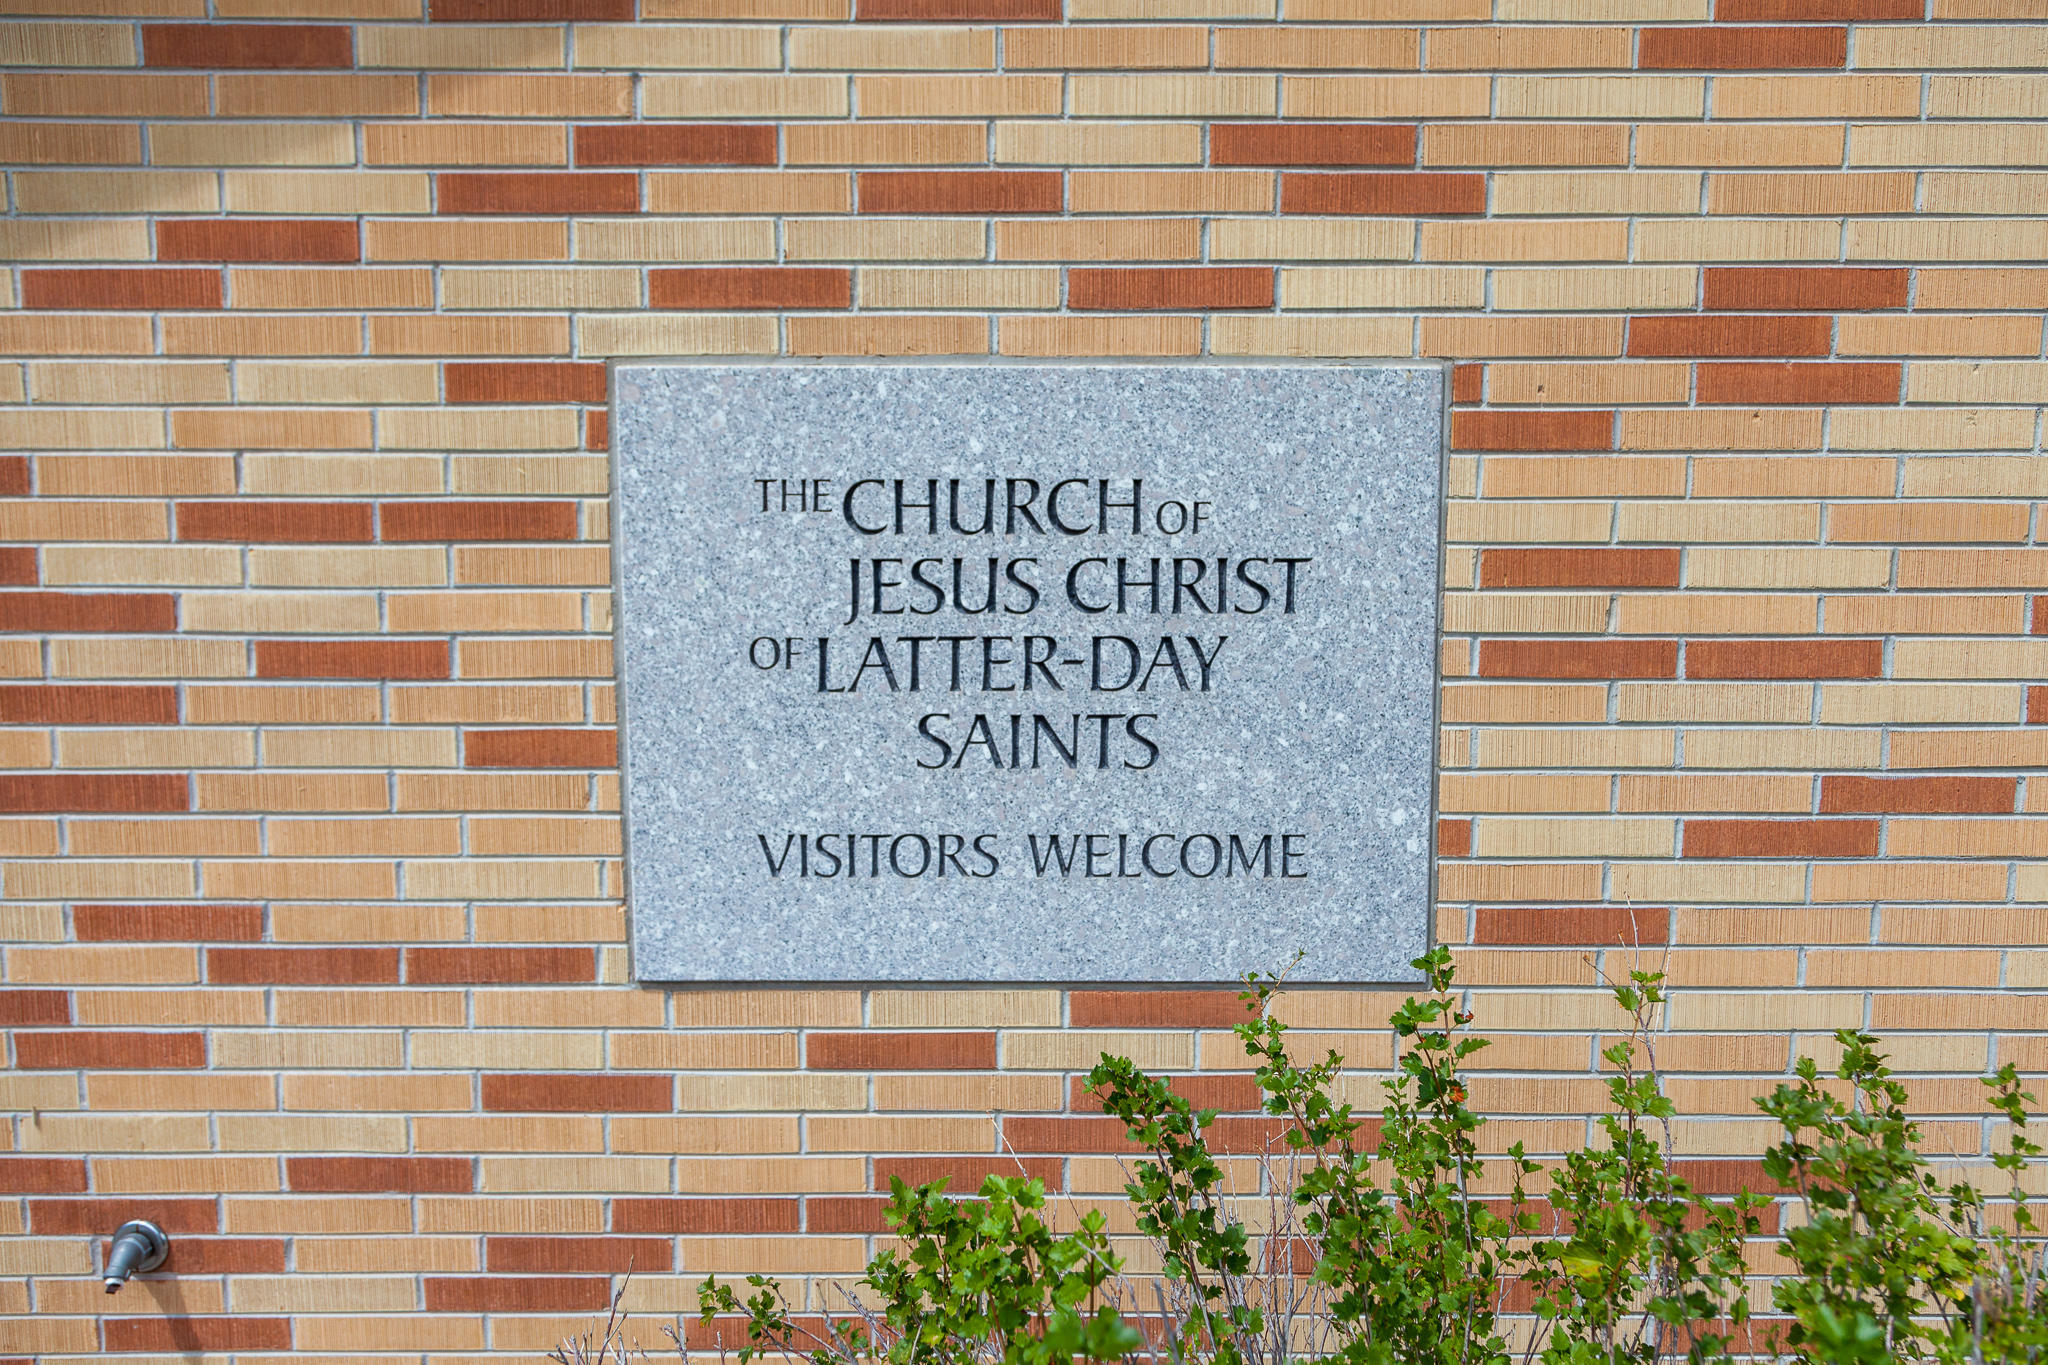 THE CHURCH OF
JESUS CHRIST
OF LATTER-DAY
SAINTS
VISITORS WELCOME